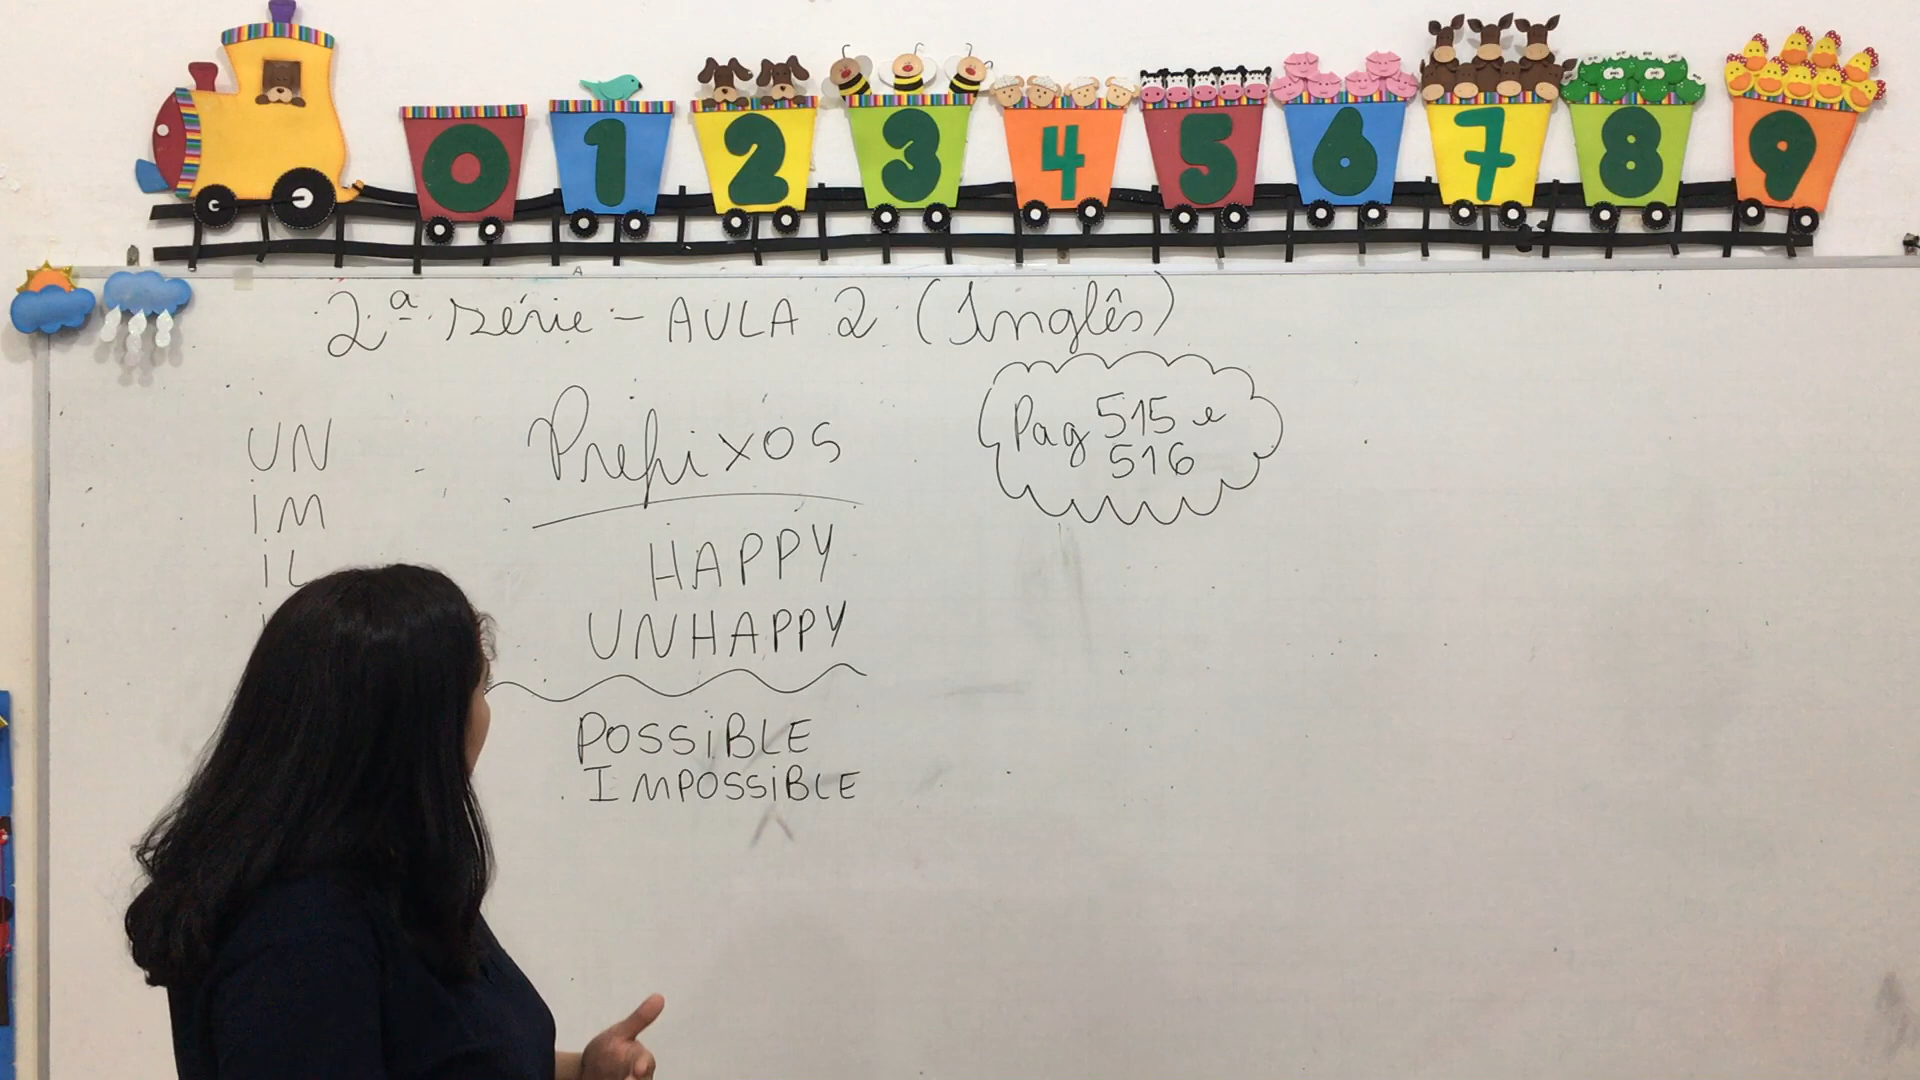 0 1 2 3 4 5 6 7 8 9
2ª série - AULA 2 (Inglês)
Prefixos
Pag 515 e
516
UN
IM
IL
HAPPY
UNHAPPY
POSSIBLE
IMPOSSIBLE